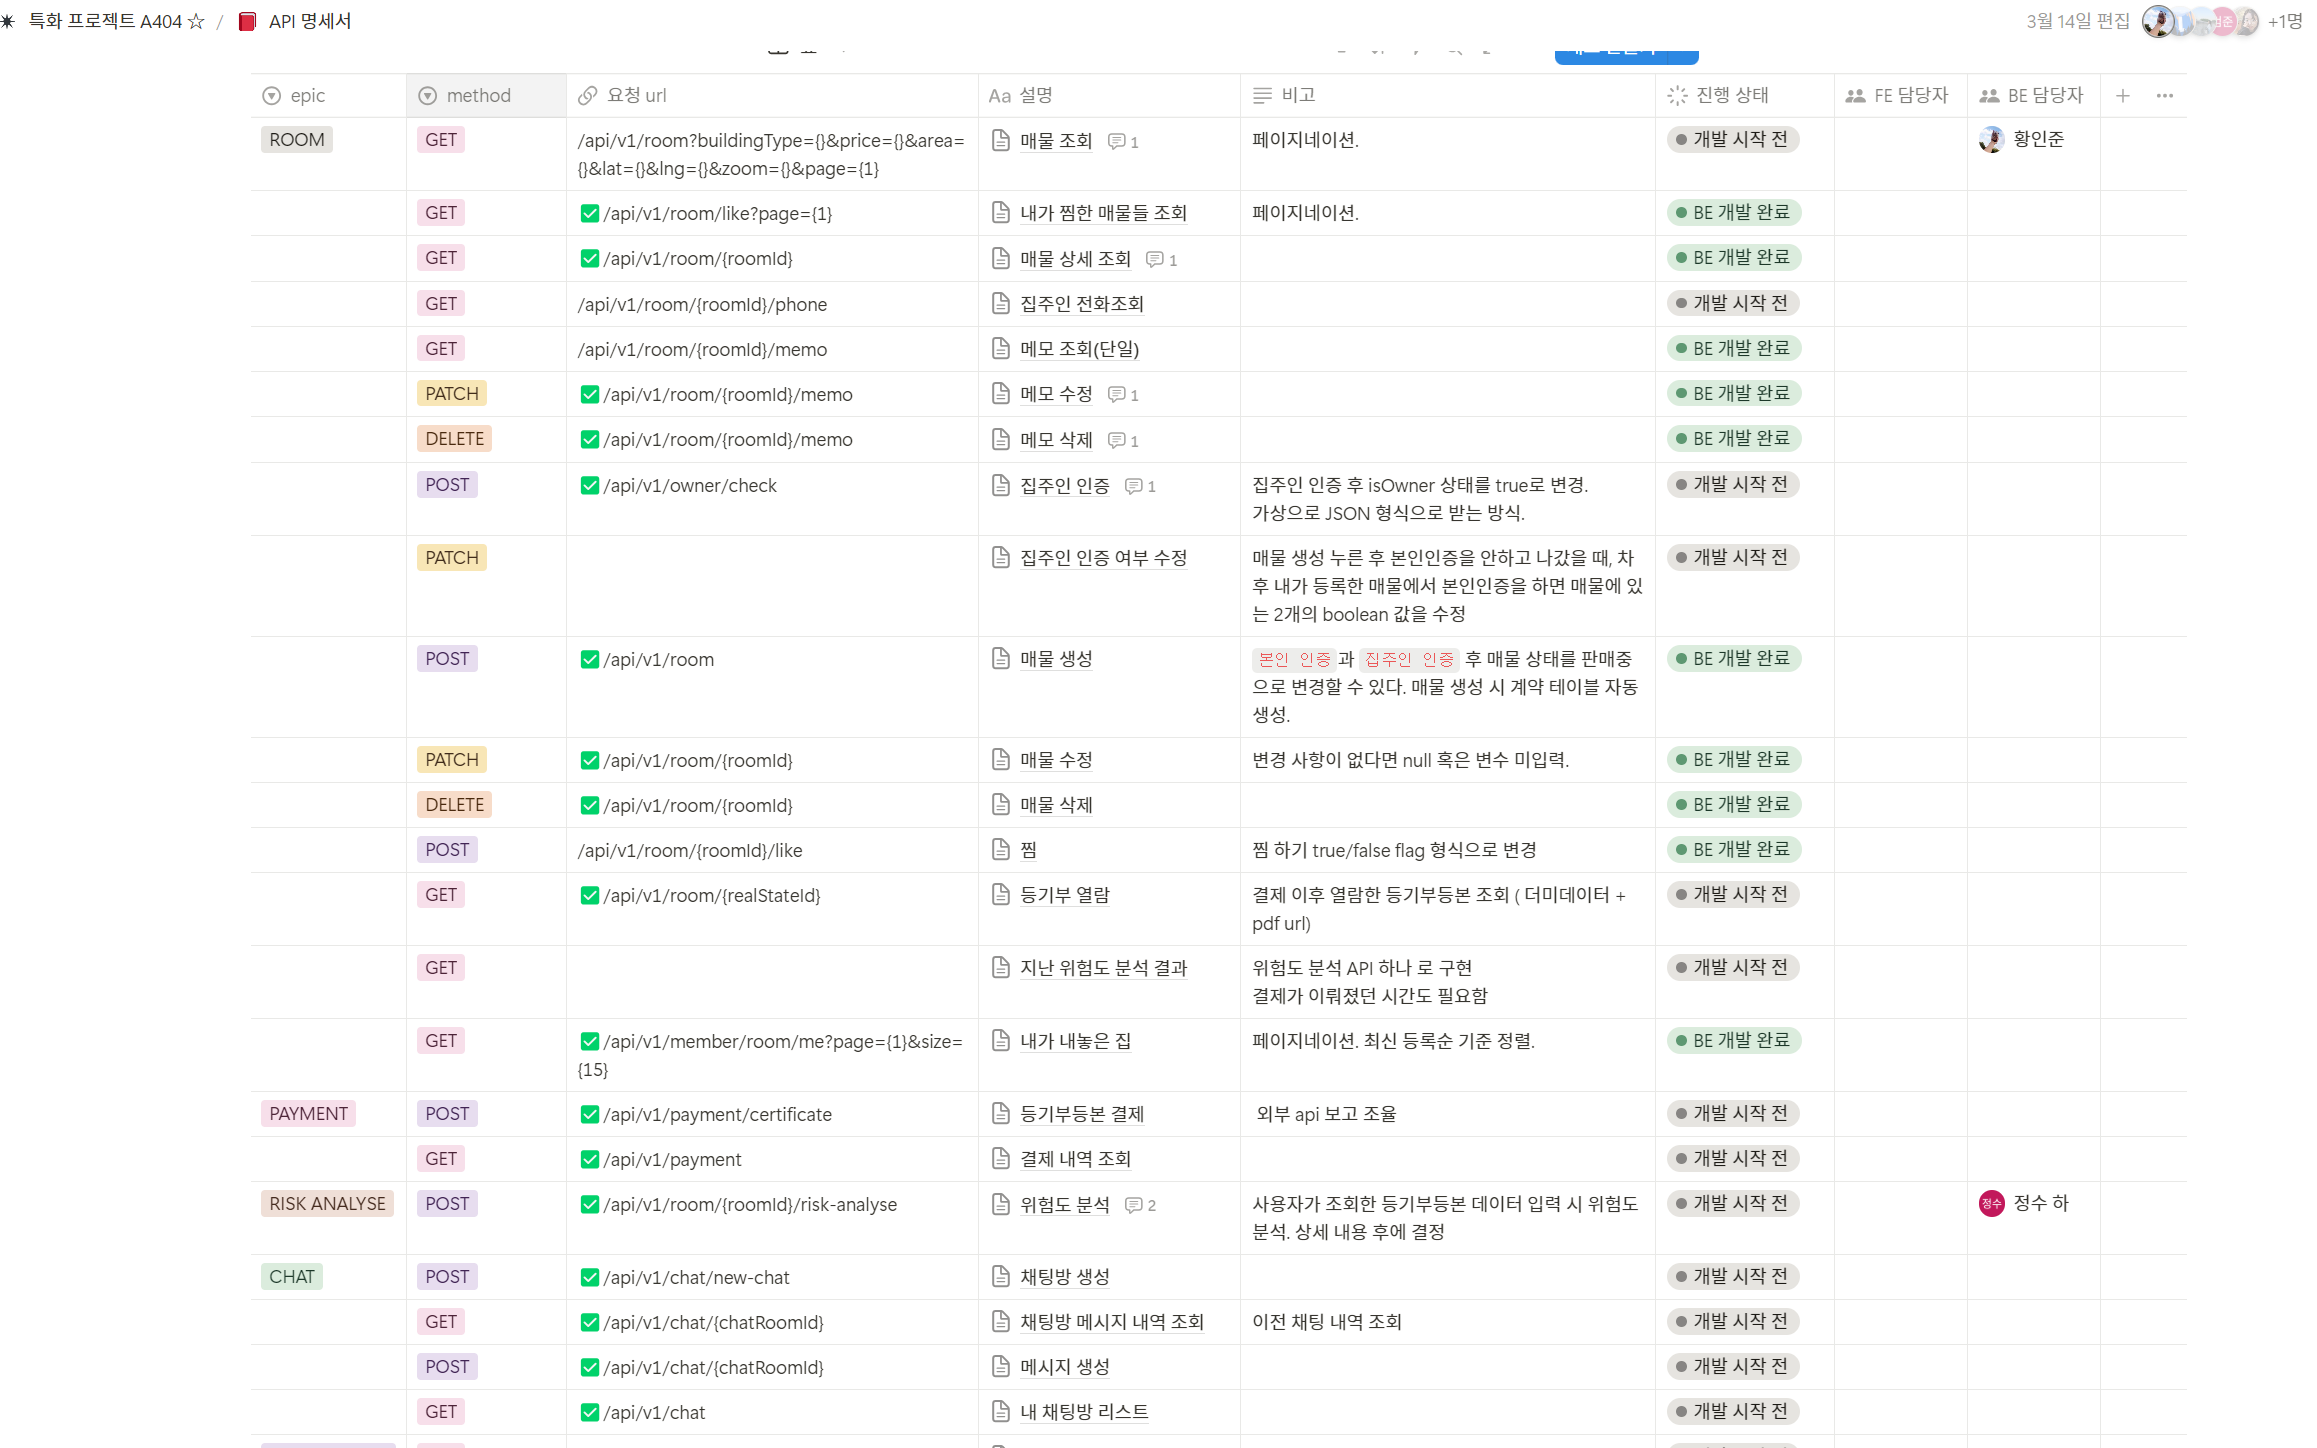 특화 프로젝트 A404 ☆ / API 명세서
3월 14일 편집 +1명
epic method 요청 url Aa 설명 비고 진행 상태 FE 담당자 BE 담당자
ROOM GET /api/v1/room?buildingType={}&price={}&area= 매물 조회 1 페이지네이션. 개발 시작 전 황인준
{}&lat={}&lng={}&zoom={}&page={1}
GET ✅/api/v1/room/like?page={1} 내가 찜한 매물들 조회 페이지네이션. BE 개발 완료
GET ✅/api/v1/room/{roomId} 매물 상세 조회 1 BE 개발 완료
GET /api/v1/room/{roomId}/phone 집주인 전화조회 개발 시작 전
GET /api/v1/room/{roomId}/memo 메모 조회(단일) BE 개발 완료
PATCH ✅/api/v1/room/{roomId}/memo 메모 수정 1 BE 개발 완료
DELETE ✅/api/v1/room/{roomId}/memo 메모 삭제 1 BE 개발 완료
POST ✅/api/v1/owner/check 집주인 인증 1 집주인 인증 후 isOwner 상태를 true로 변경. 개발 시작 전
가상으로 JSON 형식으로 받는 방식.
PATCH 집주인 인증 여부 수정 매물 생성 누른 후 본인인증을 안하고 나갔을 때, 차 개발 시작 전
후 내가 등록한 매물에서 본인인증을 하면 매물에 있
는 2개의 boolean 값을 수정
POST ✅/api/v1/room 매물 생성 본인 인증과 집주인 인증 후 매물 상태를 판매중 BE 개발 완료
으로 변경할 수 있다. 매물 생성 시 계약 테이블 자동
생성.
PATCH ✅/api/v1/room/{roomId} 매물 수정 변경 사항이 없다면 null 혹은 변수 미입력. BE 개발 완료
DELETE ✅/api/v1/room/{roomId} 매물 삭제 BE 개발 완료
POST /api/v1/room/{roomId}/like 찜 찜 하기 true/false flag 형식으로 변경 BE 개발 완료
GET ✅/api/v1/room/{realStateId} 등기부 열람 결제 이후 열람한 등기부등본 조회 ( 더미데이터 + 개발 시작 전
pdf url)
GET 지난 위험도 분석 결과 위험도 분석 API 하나 로 구현 개발 시작 전
결제가 이뤄졌던 시간도 필요함
GET ✅/api/v1/member/room/me?page={1}&size= 내가 내놓은 집 페이지네이션. 최신 등록순 기준 정렬. BE 개발 완료
{15}
PAYMENT POST ✅/api/v1/payment/certificate 등기부등본 결제 외부 api 보고 조율 개발 시작 전
GET ✅/api/v1/payment 결제 내역 조회 개발 시작 전
RISK ANALYSE POST ✅/api/v1/room/{roomId}/risk-analyse 위험도 분석 2 사용자가 조회한 등기부등본 데이터 입력 시 위험도 개발 시작 전 정수 정수 하
분석. 상세 내용 후에 결정
CHAT POST ✅/api/v1/chat/new-chat 채팅방 생성 개발 시작 전
GET ✅/api/v1/chat/{chatRoomId} 채팅방 메시지 내역 조회 이전 채팅 내역 조회 개발 시작 전
POST ✅/api/v1/chat/{chatRoomId} 메시지 생성 개발 시작 전
GET ✅/api/v1/chat 내 채팅방 리스트 개발 시작 전